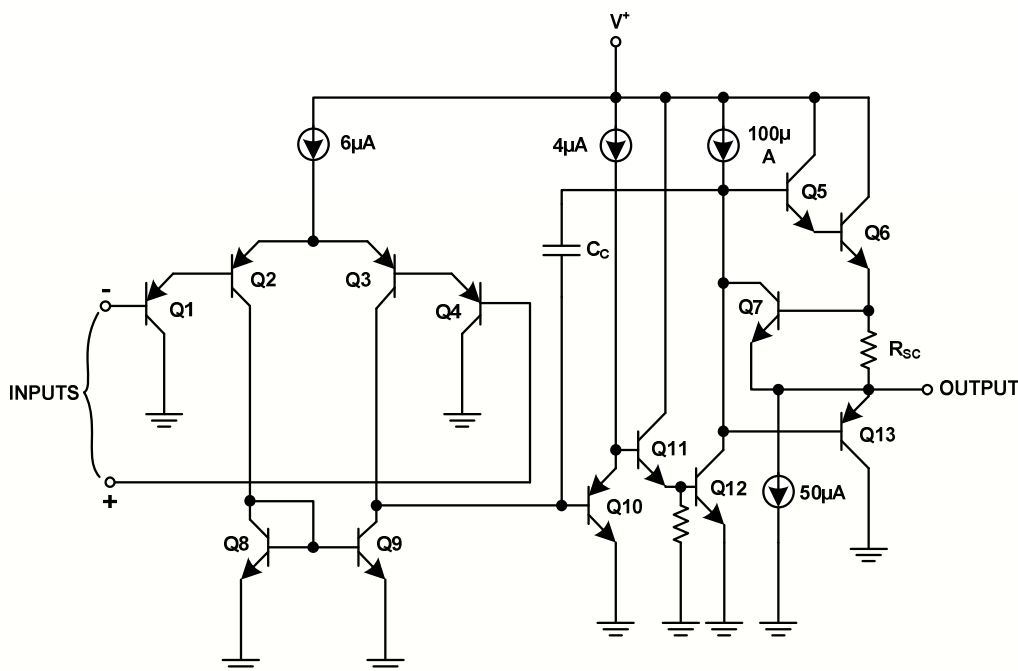 V+
6µA
4µA
100µ
A
Q5
Q6
CC
Q2
Q3
-
Q1
Q4
Q7
RSC
INPUTS
OUTPUT
Q13
Q11
+
Q12
50µA
Q10
Q8
Q9